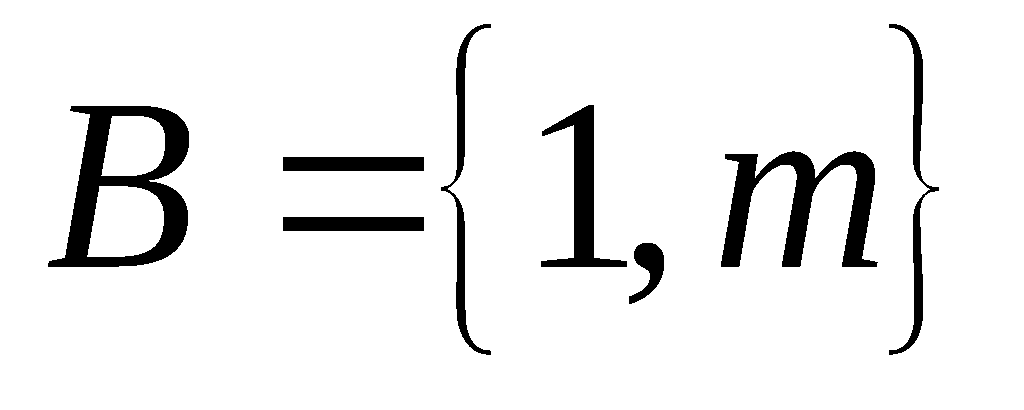 B = {1, m}